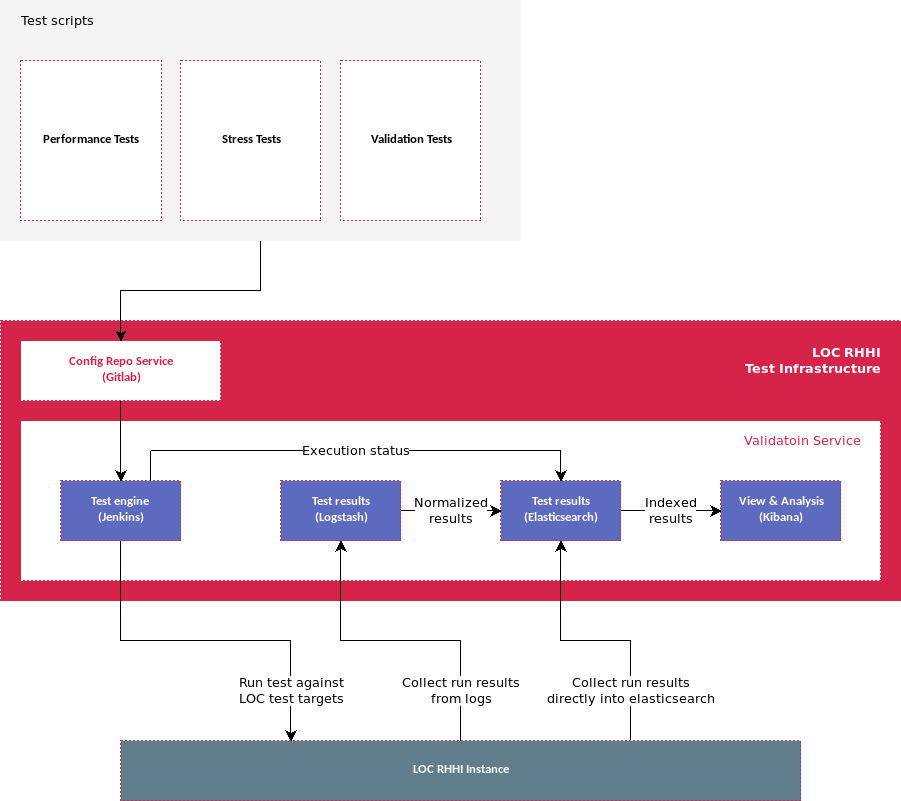 Test scripts
Performance Tests
Stress Tests
Validation Tests
Config Repo Service
(Gitlab)
LOC RHHI
Test Infrastructure
Validatoin Service
Execution status
Test engine
(Jenkins)
Test results
(Logstash)
Normalized
results
Test results
(Elasticsearch)
Indexed
results
View & Analysis
(Kibana)
Run test against
LOC test targets
Collect run results
from logs
Collect run results
directly into elasticsearch
LOC RHHI Instance